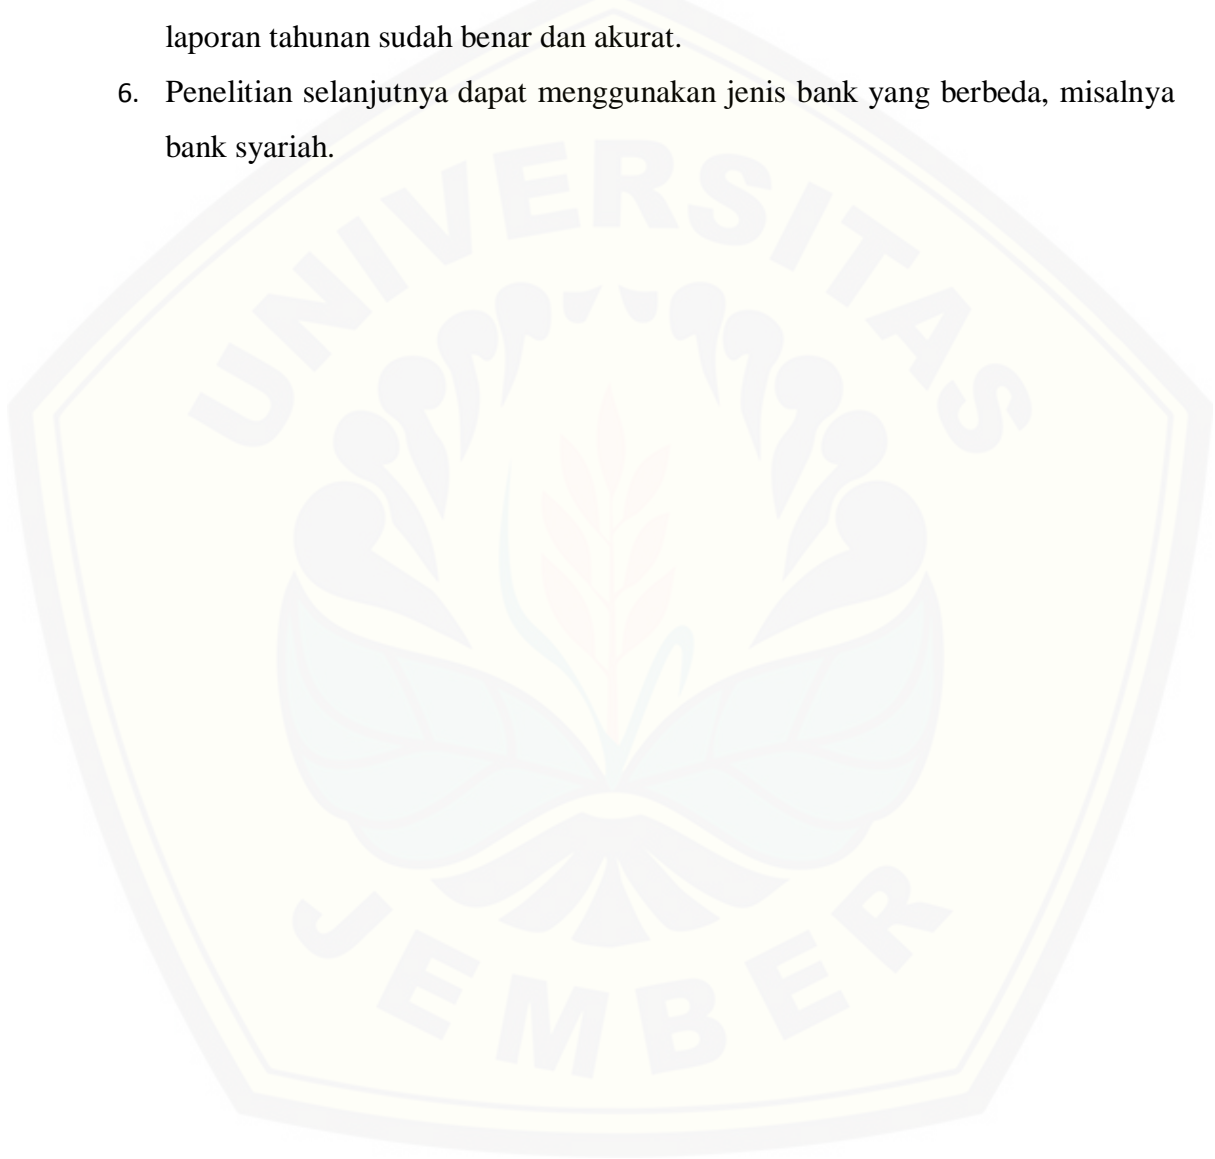 laporan tahunan sudah benar dan akurat.
6. Penelitian selanjutnya dapat menggunakan jenis bank yang berbeda, misalnya
bank syariah.
UNIVERSITAS
JEMBER